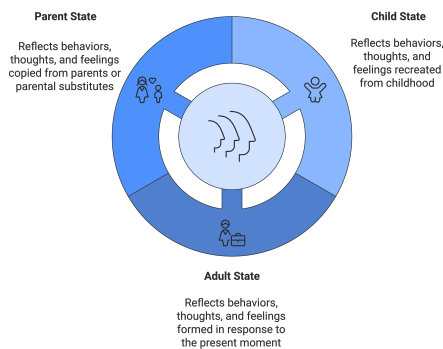 Parent State
Reflects behaviors,
thoughts, and feelings
copied from parents or
parental substitutes
Child State
Reflects behaviors,
thoughts, and
feelings recreated
from childhood
Adult State
Reflects behaviors,
thoughts, and feelings
formed in response to
the present moment